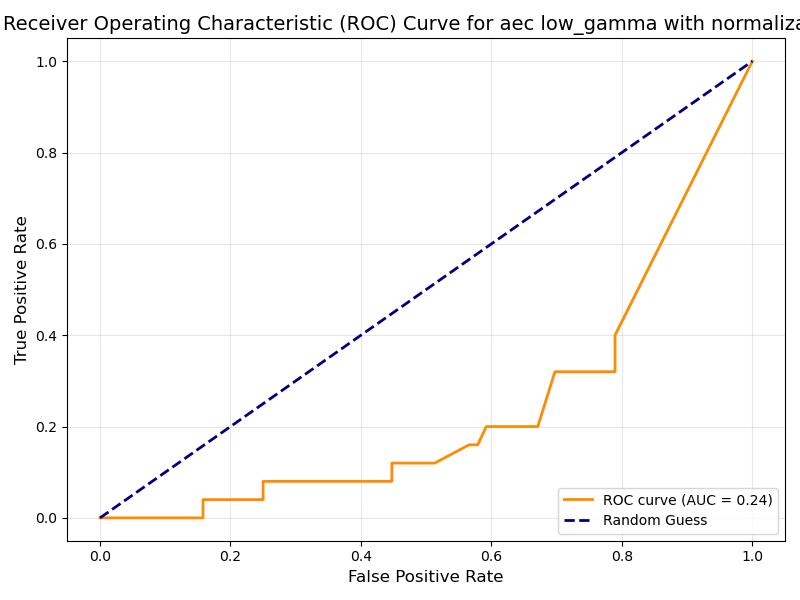 Receiver Operating Characteristic (ROC) Curve for aec low_gamma with normaliza
1.0
0.8
0.6
0.4
0.2
0.0
True Positive Rate
ROC curve (AUC = 0.24)
Random Guess
0.0 0.2 0.4 0.6 0.8 1.0
False Positive Rate